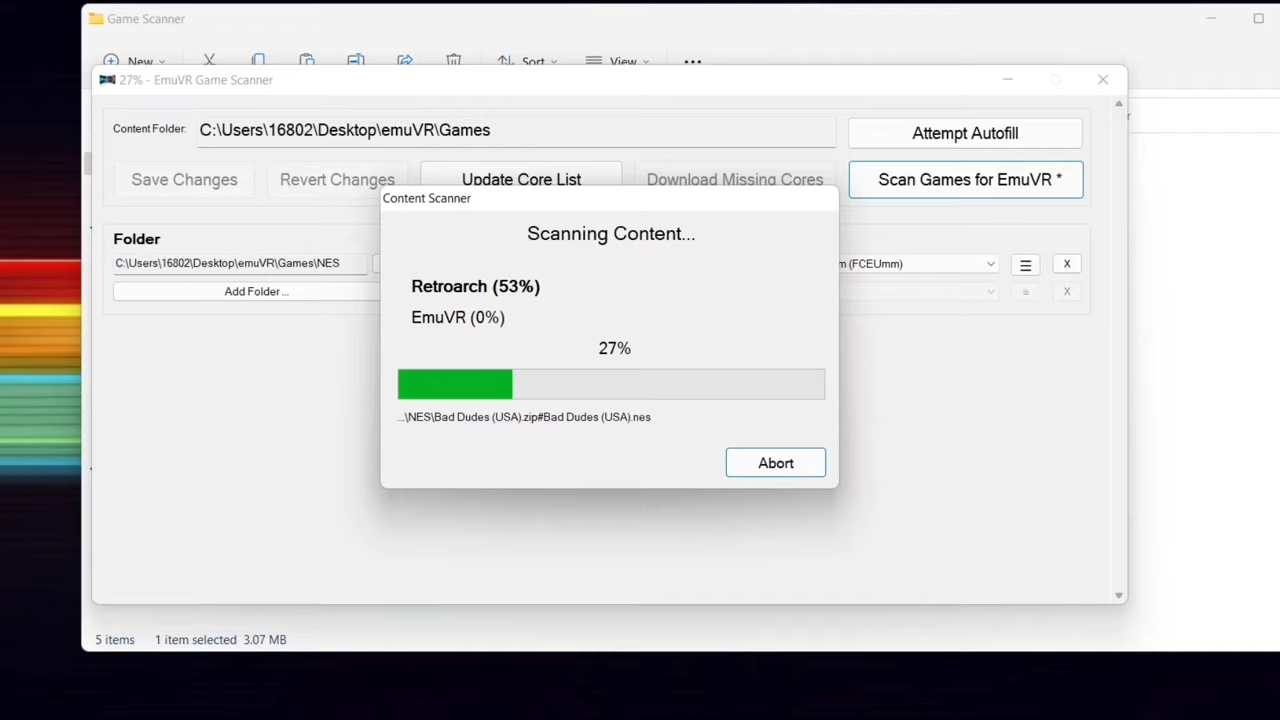 Game Scanner
New
Sort
View
27% - EmuVR Game Scanner
Content Folder:
C:\Users\16802\Desktop\emuVR\Games
Attempt Autofill
Save Changes
Revert Changes
Update Core List
Download Missing Cores
Scan Games for EmuVR *
Content Scanner
Scanning Content...
Folder
C:\Users\16802\Desktop\emuVR\Games\NES
(FCEUmm)
X
Add Folder ...
X
Retroarch (53%)
EmuVR (0%)
27%
...\NES\Bad Dudes (USA).zip#Bad Dudes (USA).nes
Abort
5 items
1 item selected 3.07 MB